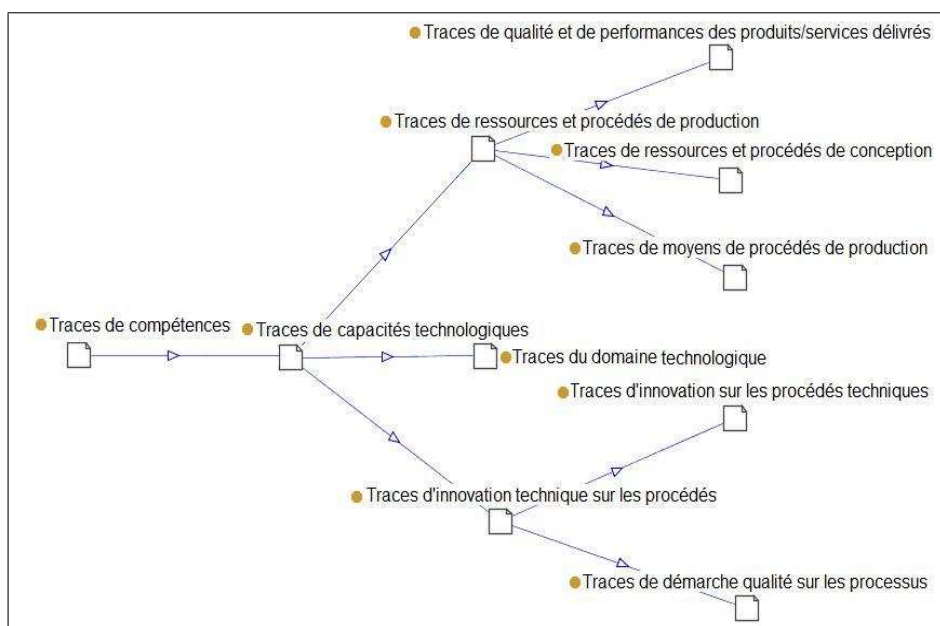 Traces de qualité et de performances des produits/services délivrés
Traces de ressources et procédés de production
Traces de ressources et procédés de conception
Traces de moyens de procédés de production
Traces de compétences
Traces de capacités technologiques
Traces du domaine technologique
Traces d'innovation sur les procédés techniques
Traces d'innovation technique sur les procédés
Traces de démarche qualité sur les processus